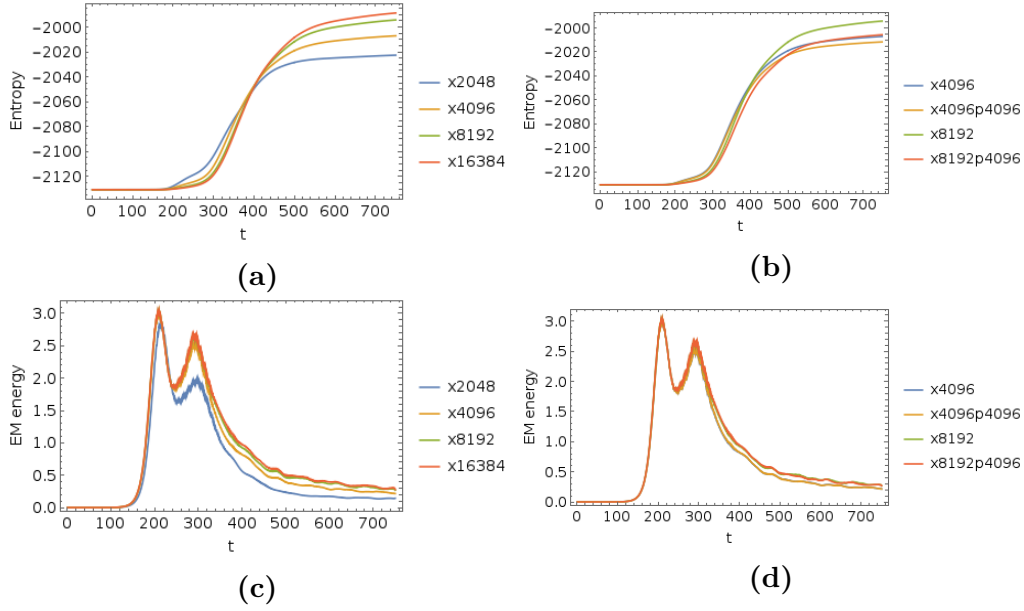 −2000
−2020
−2040
−2060
−2080
−2100
−2120
Entropy
0 100 200 300 400 500 600 700
t
x2048
x4096
x8192
x16384
(a)
−2000
−2020
−2040
−2060
−2080
−2100
−2120
Entropy
0 100 200 300 400 500 600 700
t
x4096
x4096p4096
x8192
x8192p4096
(b)
3.0
2.5
2.0
1.5
1.0
0.5
0.0
EM energy
0 100 200 300 400 500 600 700
t
x2048
x4096
x8192
x16384
(c)
3.0
2.5
2.0
1.5
1.0
0.5
0.0
EM energy
0 100 200 300 400 500 600 700
t
x4096
x4096p4096
x8192
x8192p4096
(d)